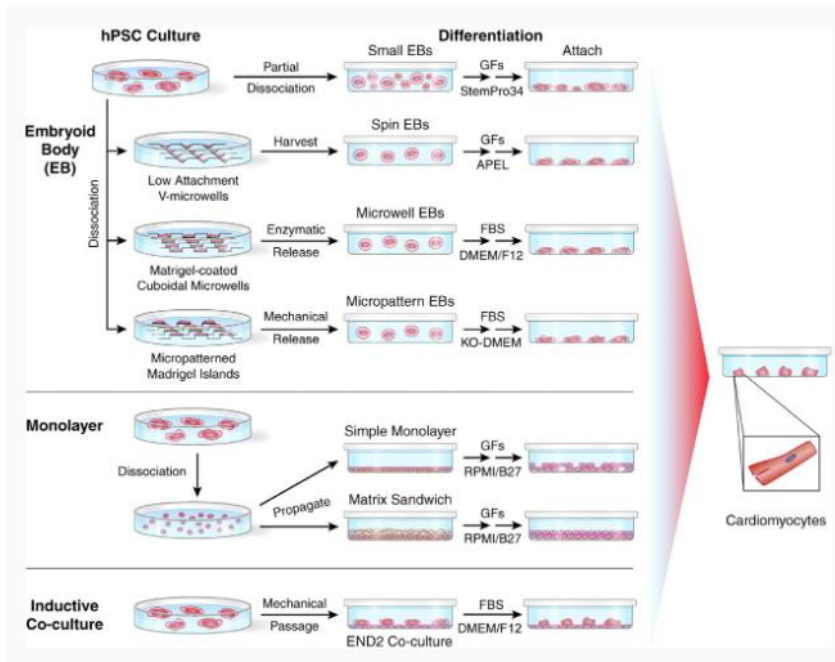 hPSC Culture
Differentiation
Small EBs
Attach
Partial
Dissociation
GFs
StemPro34
Embryoid
Body
(EB)
Dissociation
Low Attachment
V-microwells
Harvest
Spin EBs
GFs
APEL
Matrigel-coated
Cuboidal Microwells
Enzymatic
Release
Microwell EBs
FBS
DMEM/F12
Micropatterned
Madrigel Islands
Mechanical
Release
Micropattern EBs
FBS
KO-DMEM
Monolayer
Dissociation
Propagate
Simple Monolayer
GFs
RPMI/B27
Matrix Sandwich
GFs
RPMI/B27
Cardiomyocytes
Inductive
Co-culture
Mechanical
Passage
END2 Co-culture
FBS
DMEM/F12